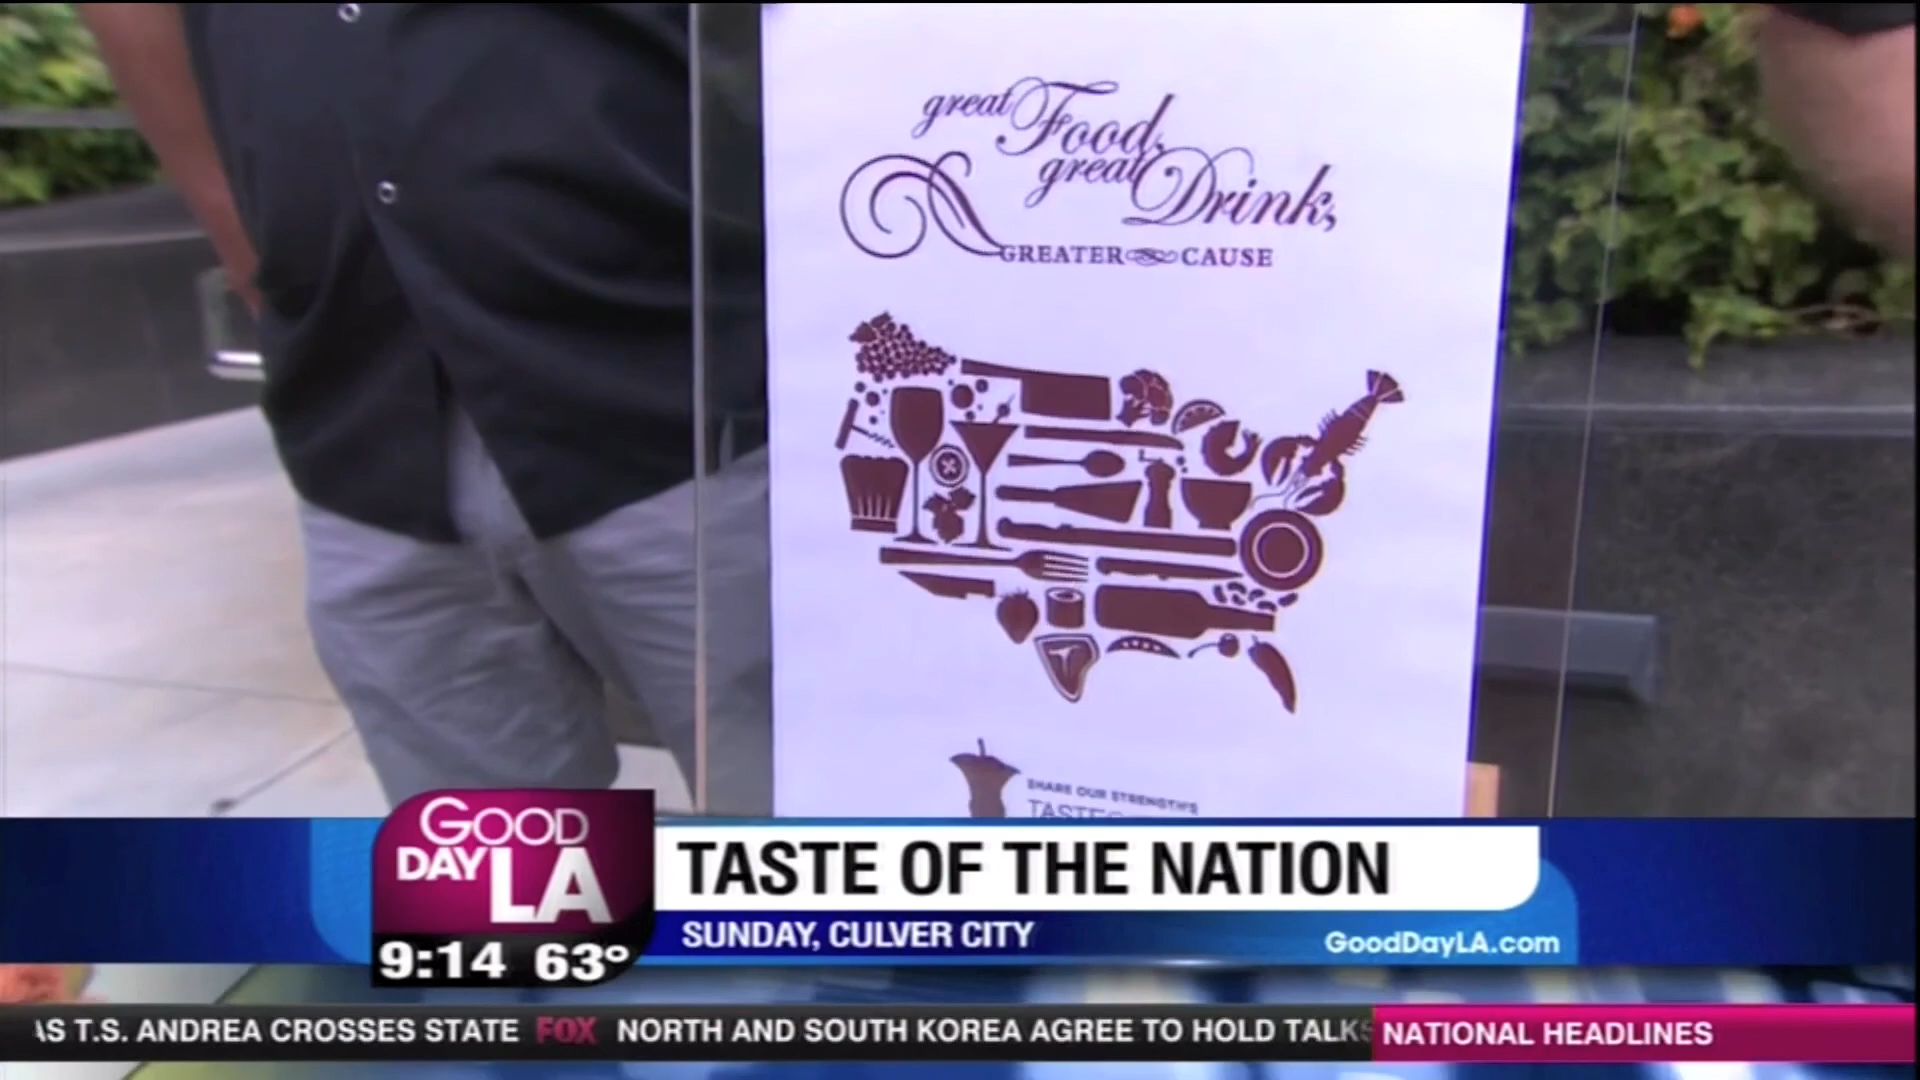 great Food,
great Drink,
GREATER CAUSE
SHARE OUR STRENGTH'S
GOOD
DAY LA
9:14 63°
TASTE OF THE NATION
SUNDAY, CULVER CITY
GoodDayLA.com
AS T.S. ANDREA CROSSES STATE FOX NORTH AND SOUTH KOREA AGREE TO HOLD TALKS
NATIONAL HEADLINES